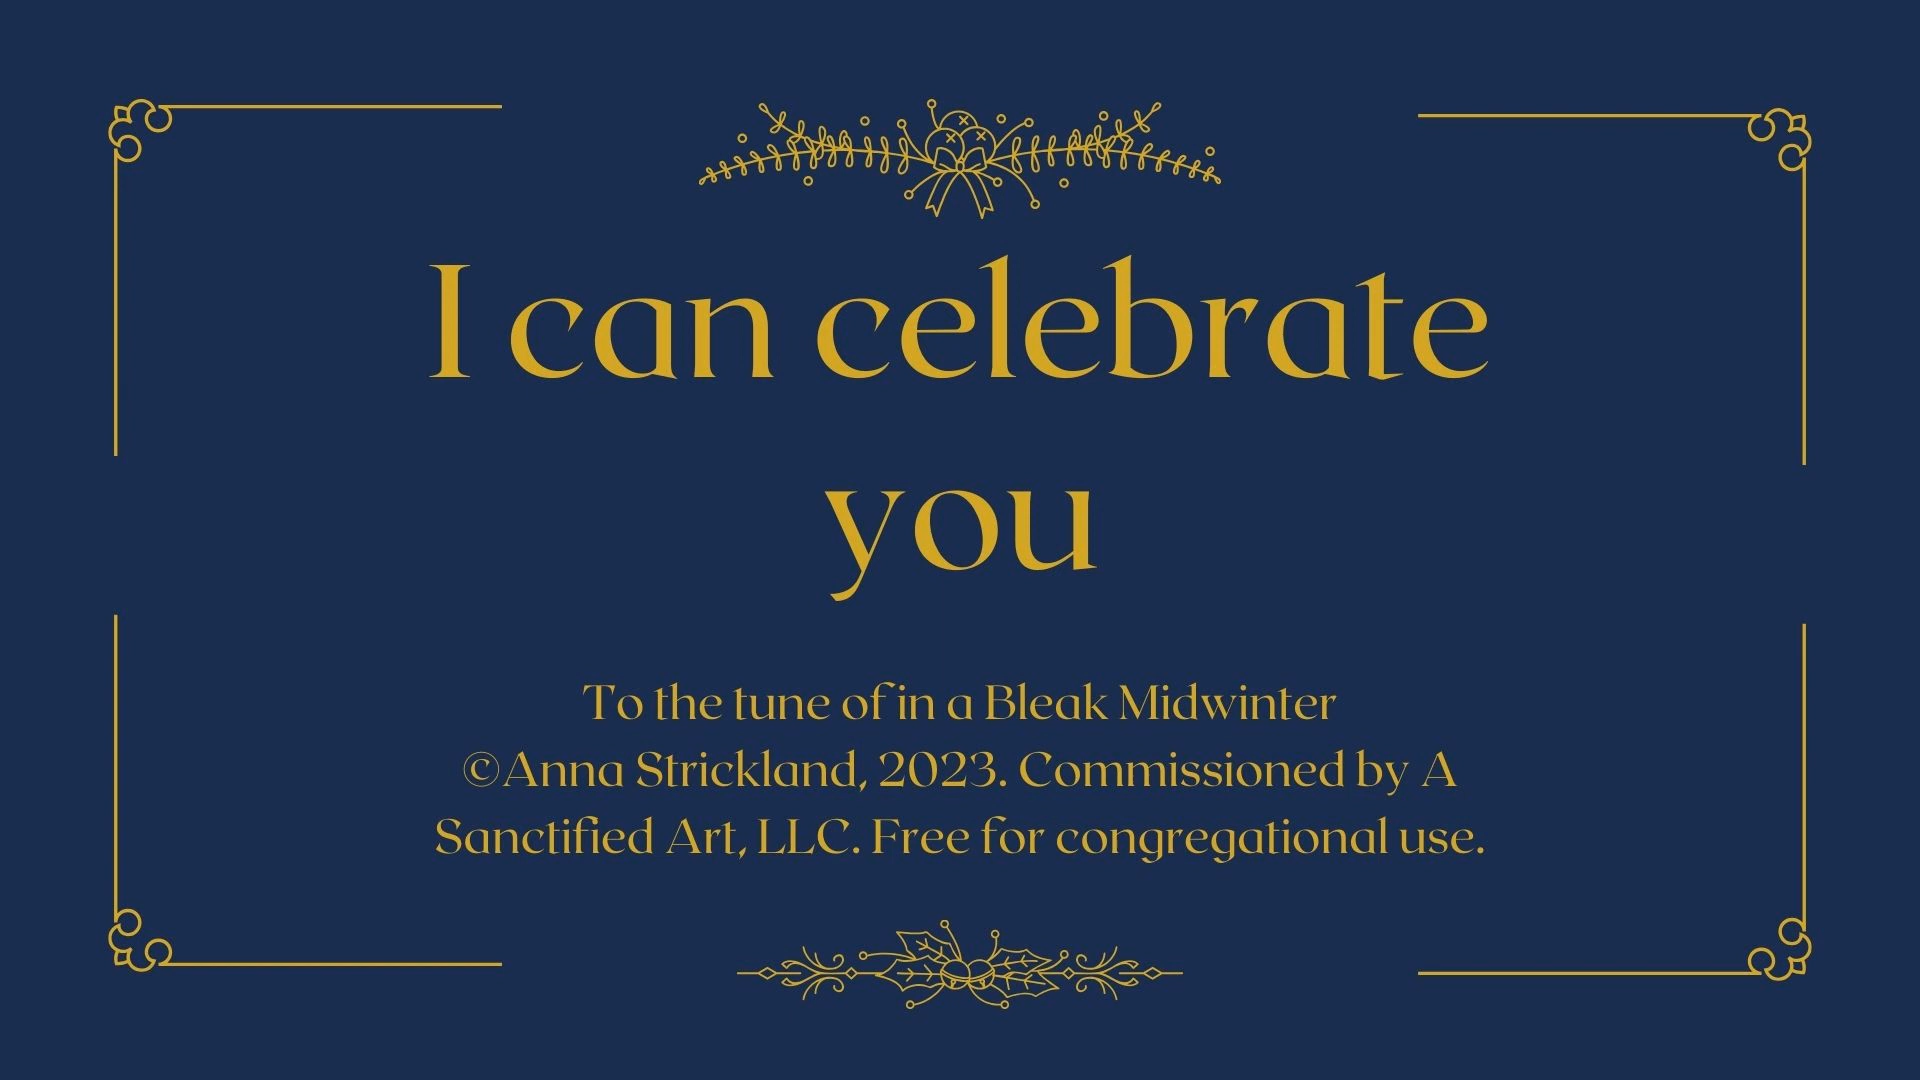 I can celebrate
you
To the tune of in a Bleak Midwinter
©Anna Strickland, 2023. Commissioned by A
Sanctified Art, LLC. Free for congregational use.